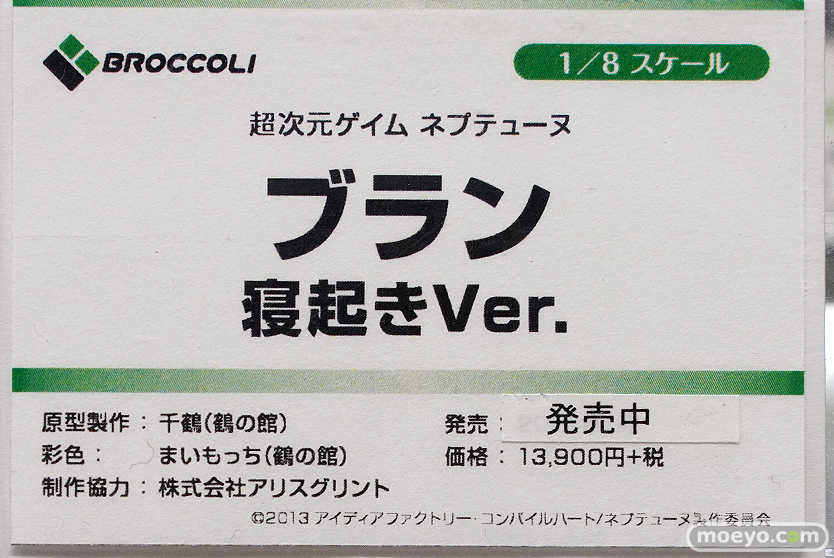 BROCCOLI
1/8 スケール
超次元ゲイム ネプテューヌ
ブラン
寝起きVer.
原型製作：千鶴(鶴の館)
発売：発売中
彩色：まいもっち(鶴の館)
価格：13,900円+税
制作協力：株式会社アリスグリント
©2013 アイディアファクトリー・コンパイルハート/ネプテューヌ製作委員会
moeyo.com